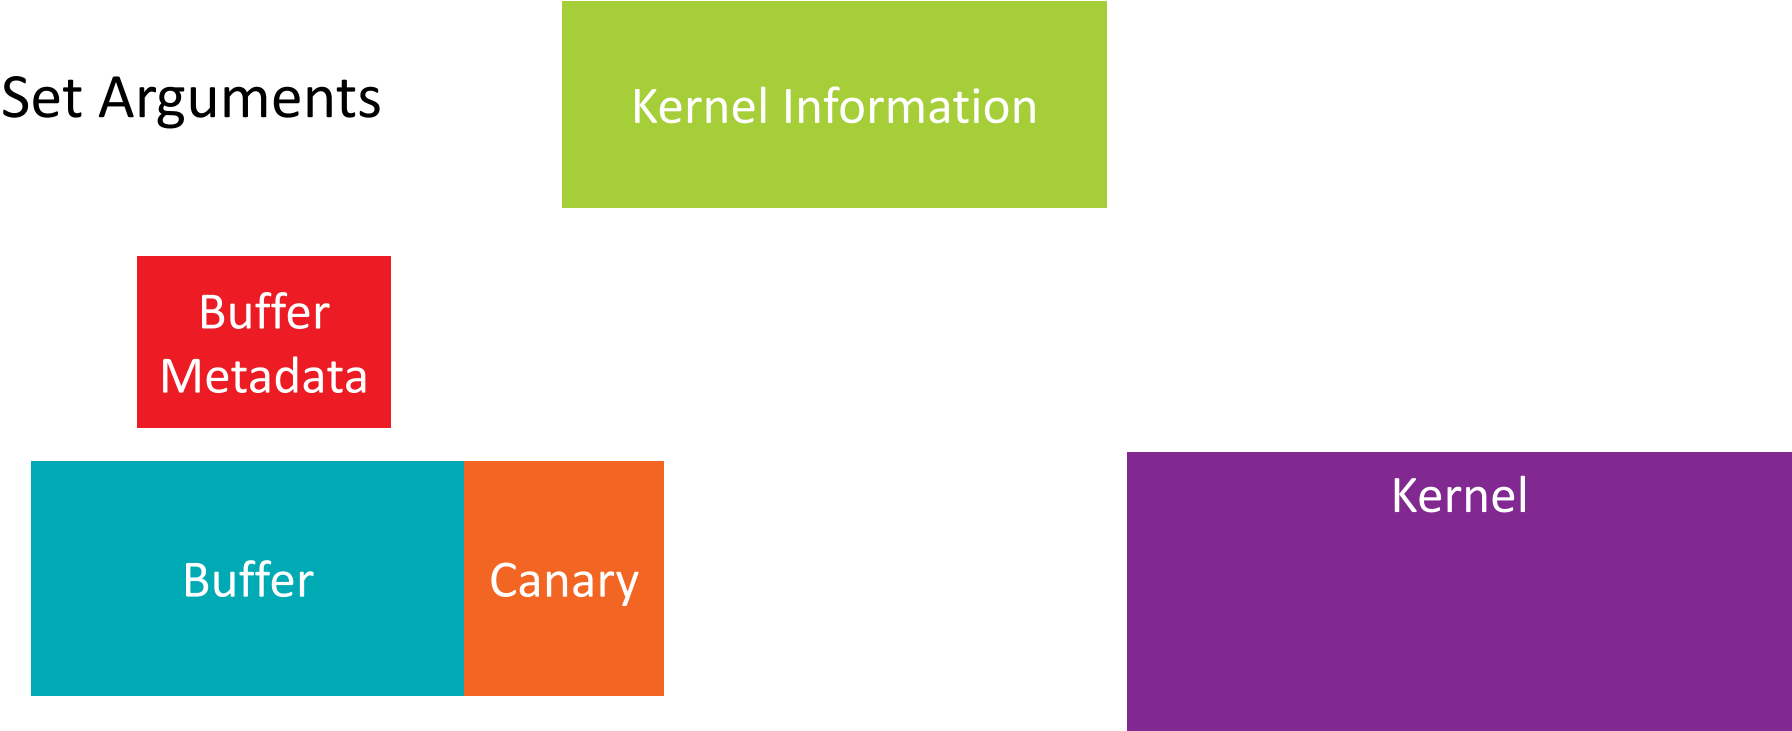 Set Arguments
Kernel Information
Buffer
Metadata
Kernel
Buffer
Canary